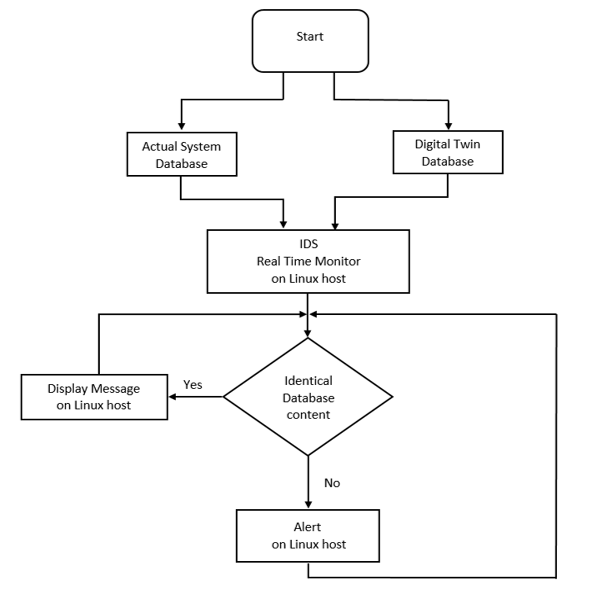 Start
Actual System
Database
Digital Twin
Database
IDS
Real Time Monitor
on Linux host
Identical
Database
content
Yes
Display Message
on Linux host
No
Alert
on Linux host